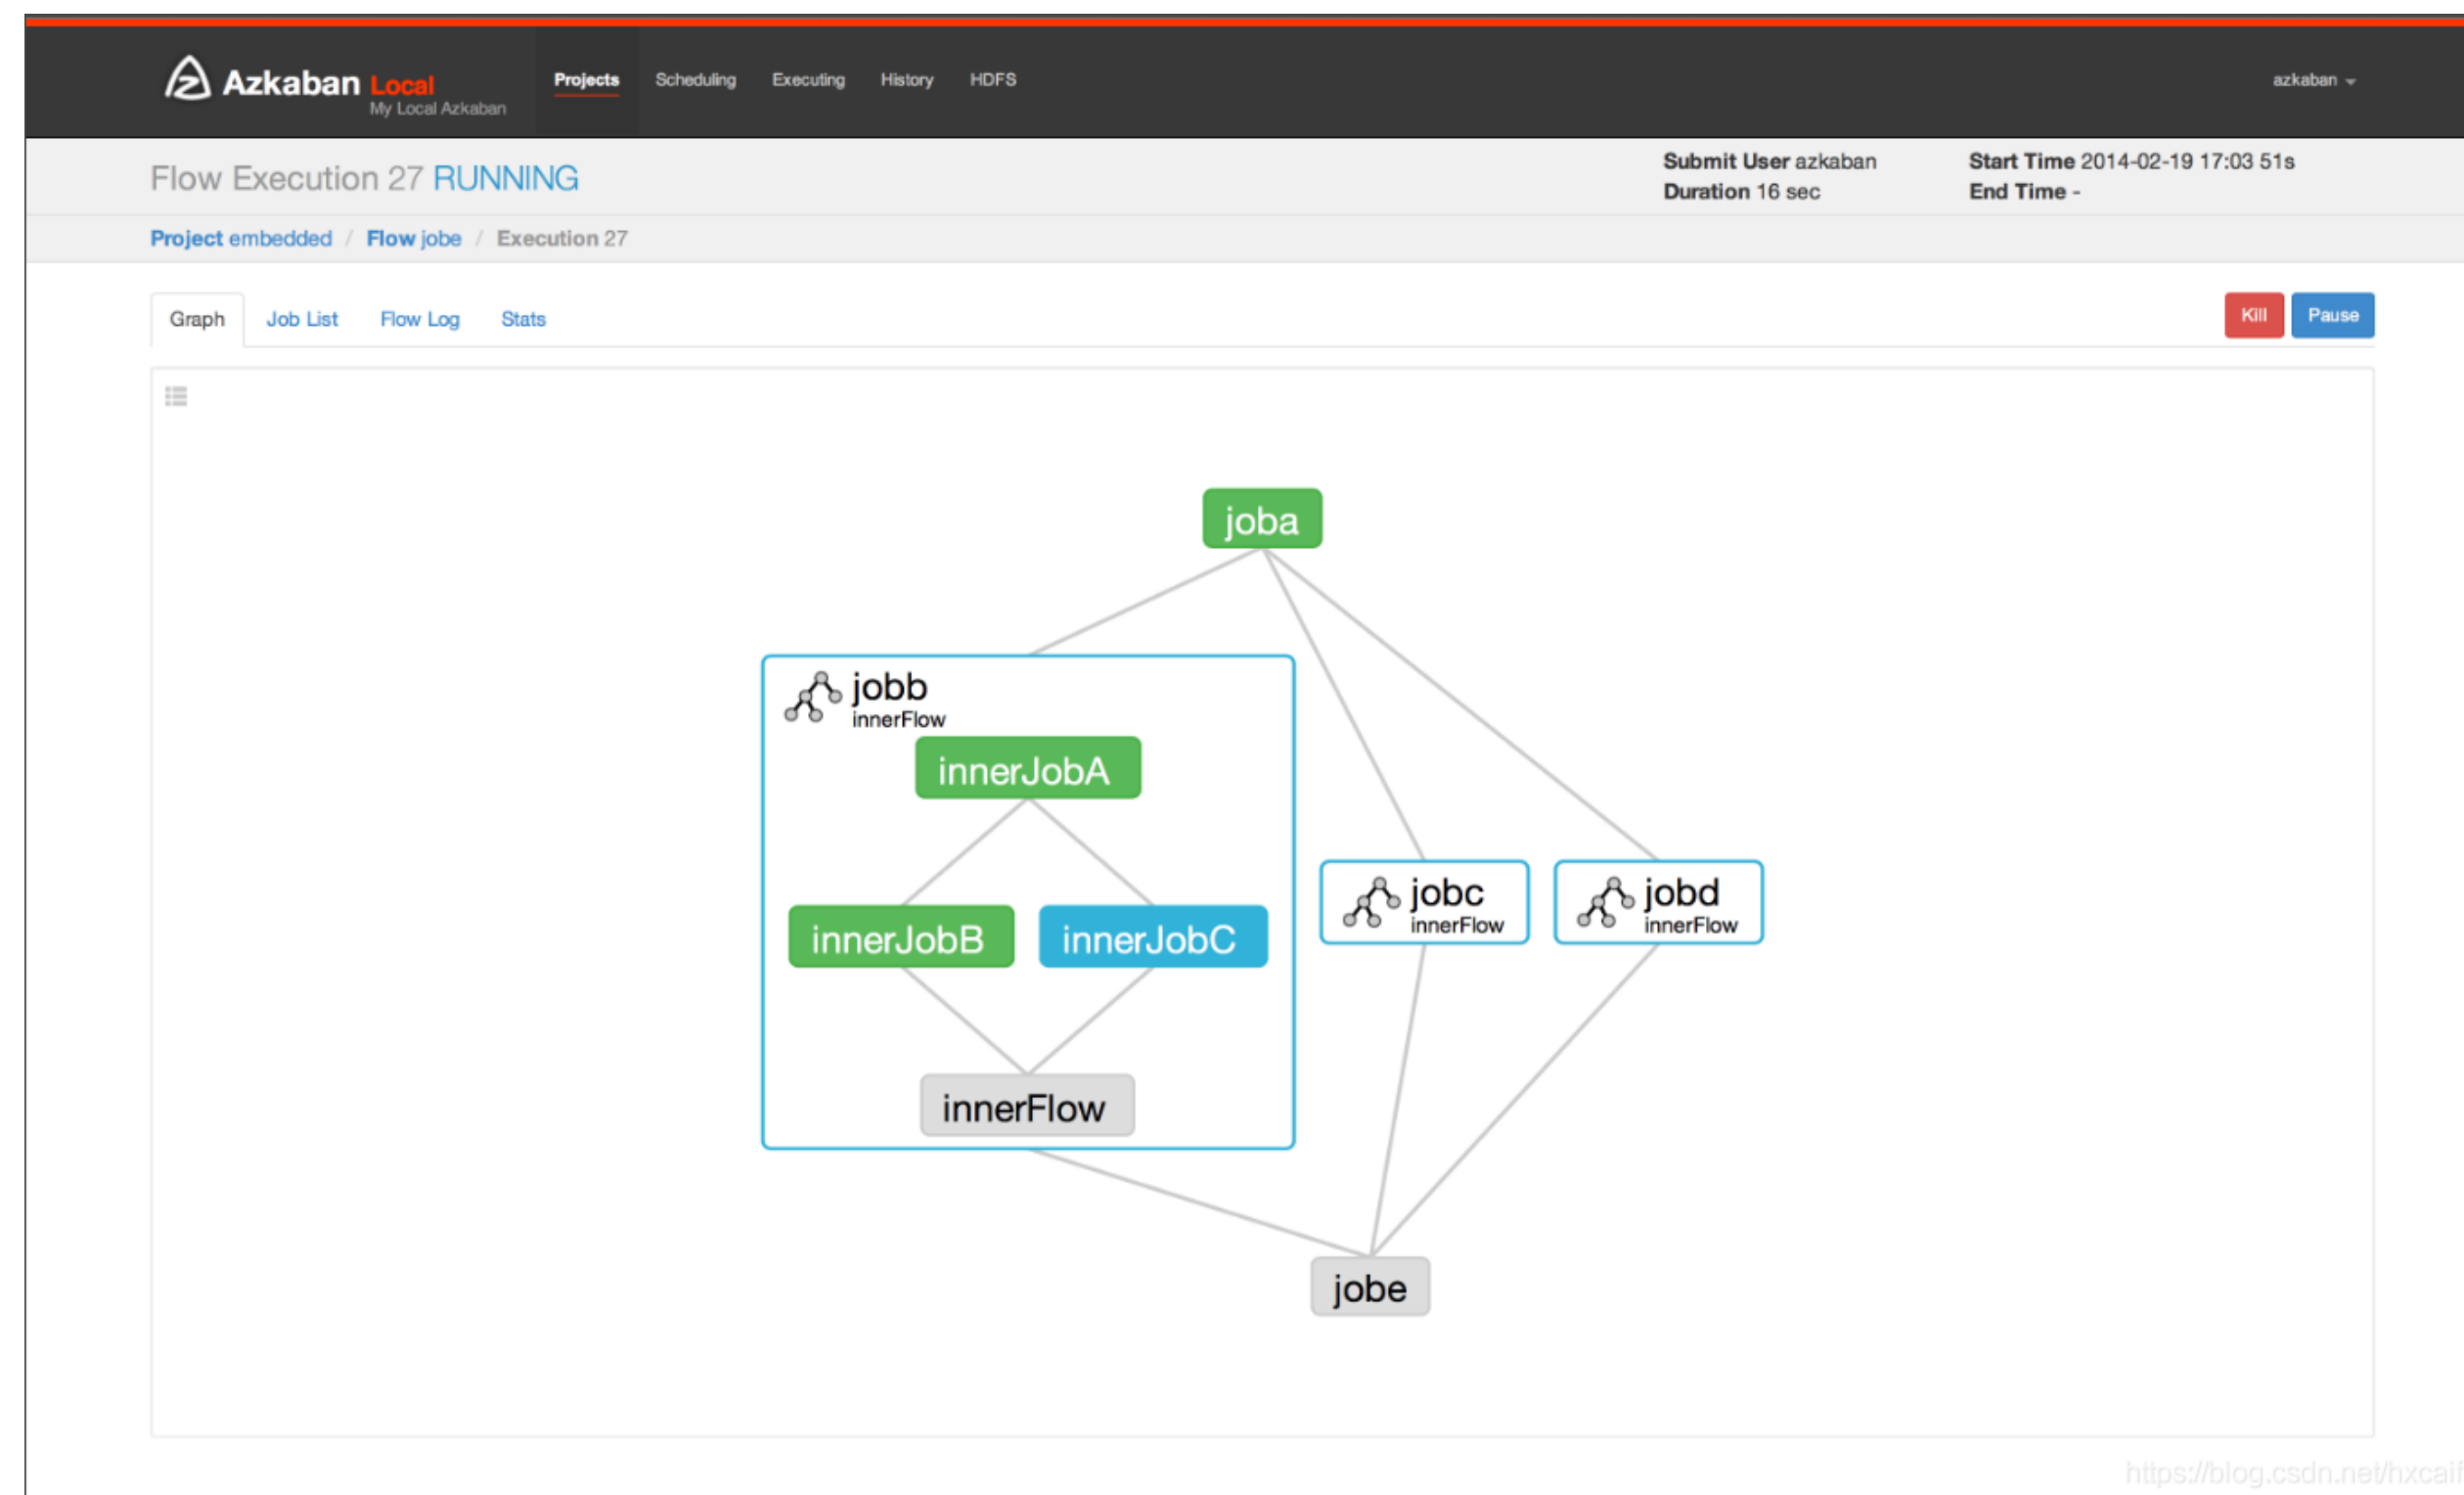 Azkaban Local
My Local Azkaban
Projects Scheduling Executing History HDFS
azkaban
Flow Execution 27 RUNNING
Submit User azkaban
Duration 16 sec
Start Time 2014-02-19 17:03 51s
End Time -
Project embedded / Flow jobe / Execution 27
Graph Job List Flow Log Stats
Kill Pause
joba
jobb
innerFlow
innerJobA
innerJobB innerJobC
innerFlow
jobc
innerFlow
jobd
innerFlow
jobe
https://blog.csdn.net/hxcaif